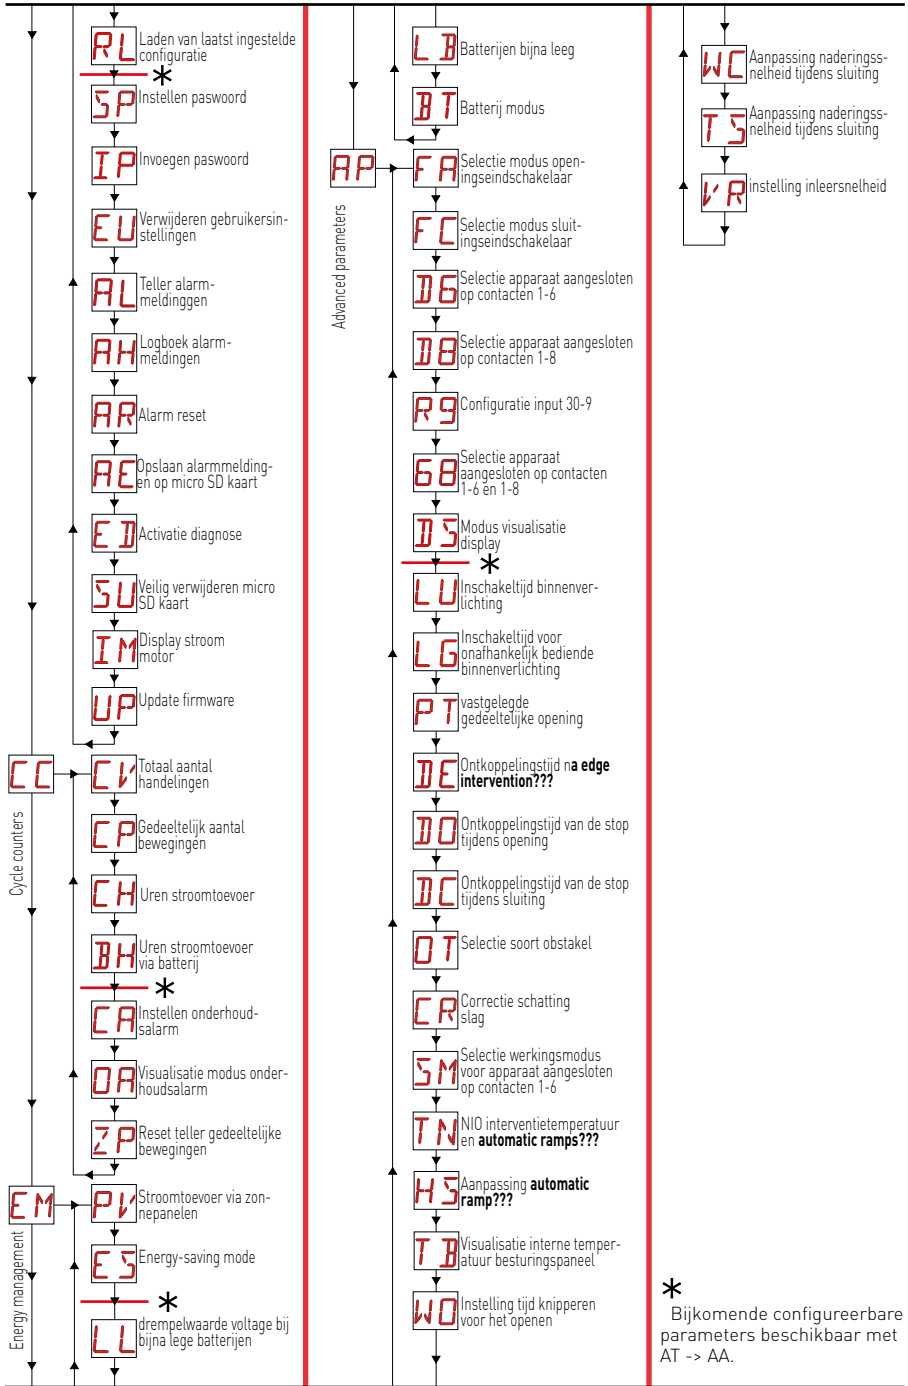 RL
Laden van laatst ingestelde
configuratie
*
SP
Instellen paswoord
IP
Invoegen paswoord
EU
Verwijderen gebruikersin-
stellingen
AL
Teller alarm-
meldinggen
AH
Logboek alarm-
meldingen
AR
Alarm reset
AE
Opslaan alarmmelding-
en op micro SD kaart
ED
Activatie diagnose
SU
Veilig verwijderen micro
SD kaart
IM
Display stroom
motor
UP
Update firmware
CC
Cycle counters
CV
Totaal aantal
handelingen
CP
Gedeeltelijk aantal
bewegingen
CH
Uren stroomtoevoer
BH
Uren stroomtoevoer
via batterij
*
CA
Instellen onderhoud-
salarm
OA
Visualisatie modus onder-
houdsalarm
ZP
Reset teller gedeeltelijke
bewegingen
EM
Energy management
PV
Stroomtoevoer via zon-
nepanelen
ES
Energy-saving mode
*
LL
drempelwaarde voltage bij
bijna lege batterijen
LB
Batterijen bijna leeg
BT
Batterij modus
AP
Advanced parameters
FA
Selectie modus open-
ingseindschakelaar
FC
Selectie modus sluit-
ingseindschakelaar
D6
Selectie apparaat aangesloten
op contacten 1-6
D8
Selectie apparaat aangesloten
op contacten 1-8
R9
Configuratie input 30-9
68
Selectie apparaat
aangesloten op contacten
1-6 en 1-8
DS
Modus visualisatie
display
*
LU
Inschakeltijd binnenver-
lichting
LG
Inschakeltijd voor
onafhankelijk bediende
binnenverlichting
PT
vastgelegde
gedeeltelijke opening
DE
Ontkoppelingstijd na edge
intervention???
DO
Ontkoppelingstijd van de stop
tijdens opening
DC
Ontkoppelingstijd van de stop
tijdens sluiting
OT
Selectie soort obstakel
CR
Correctie schatting
slag
SM
Selectie werkingsmodus
voor apparaat aangesloten
op contacten 1-6
TN
NIO interventietemperatuur
en automatic ramps???
HS
Aanpassing automatic
ramp???
TB
Visualisatie interne temper-
atuur besturingspaneel
WO
Instelling tijd knipperen
voor het openen
WC
Aanpassing naderingss-
nelheid tijdens sluiting
TS
Aanpassing naderingss-
nelheid tijdens sluiting
VR
instelling inleersnelheid
*
Bijkomende configureerbare
parameters beschikbaar met
AT -> AA.